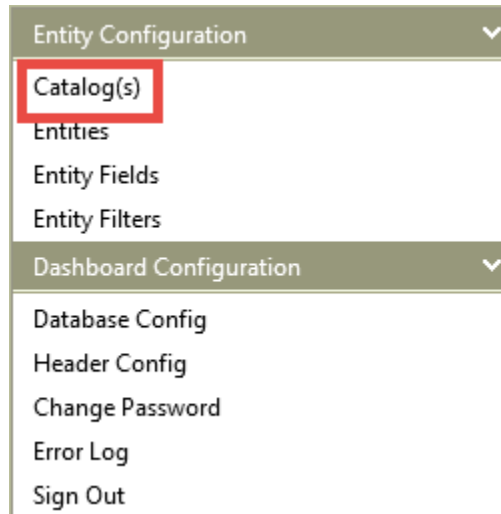 Entity Configuration
Catalog(s)
Entities
Entity Fields
Entity Filters
Dashboard Configuration
Database Config
Header Config
Change Password
Error Log
Sign Out